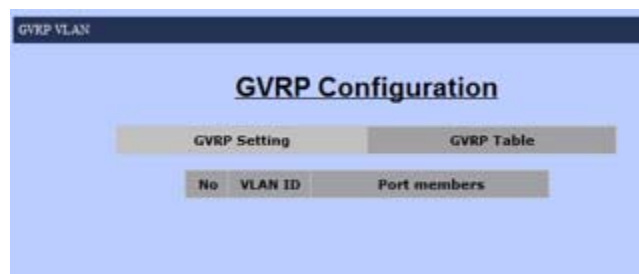 GVRP VLAN
GVRP Configuration
GVRP Setting GVRP Table
No VLAN ID Port members